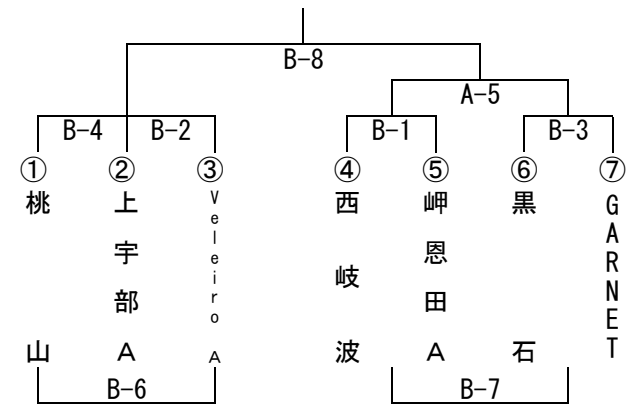 B-8
A-5
B-4 B-2 B-1 B-3
① ② ③ ④ ⑤ ⑥ ⑦
桃山
上宇部A
Veleiro A
西岐波
岬恩田A
黒石
GARNET
B-6 B-7